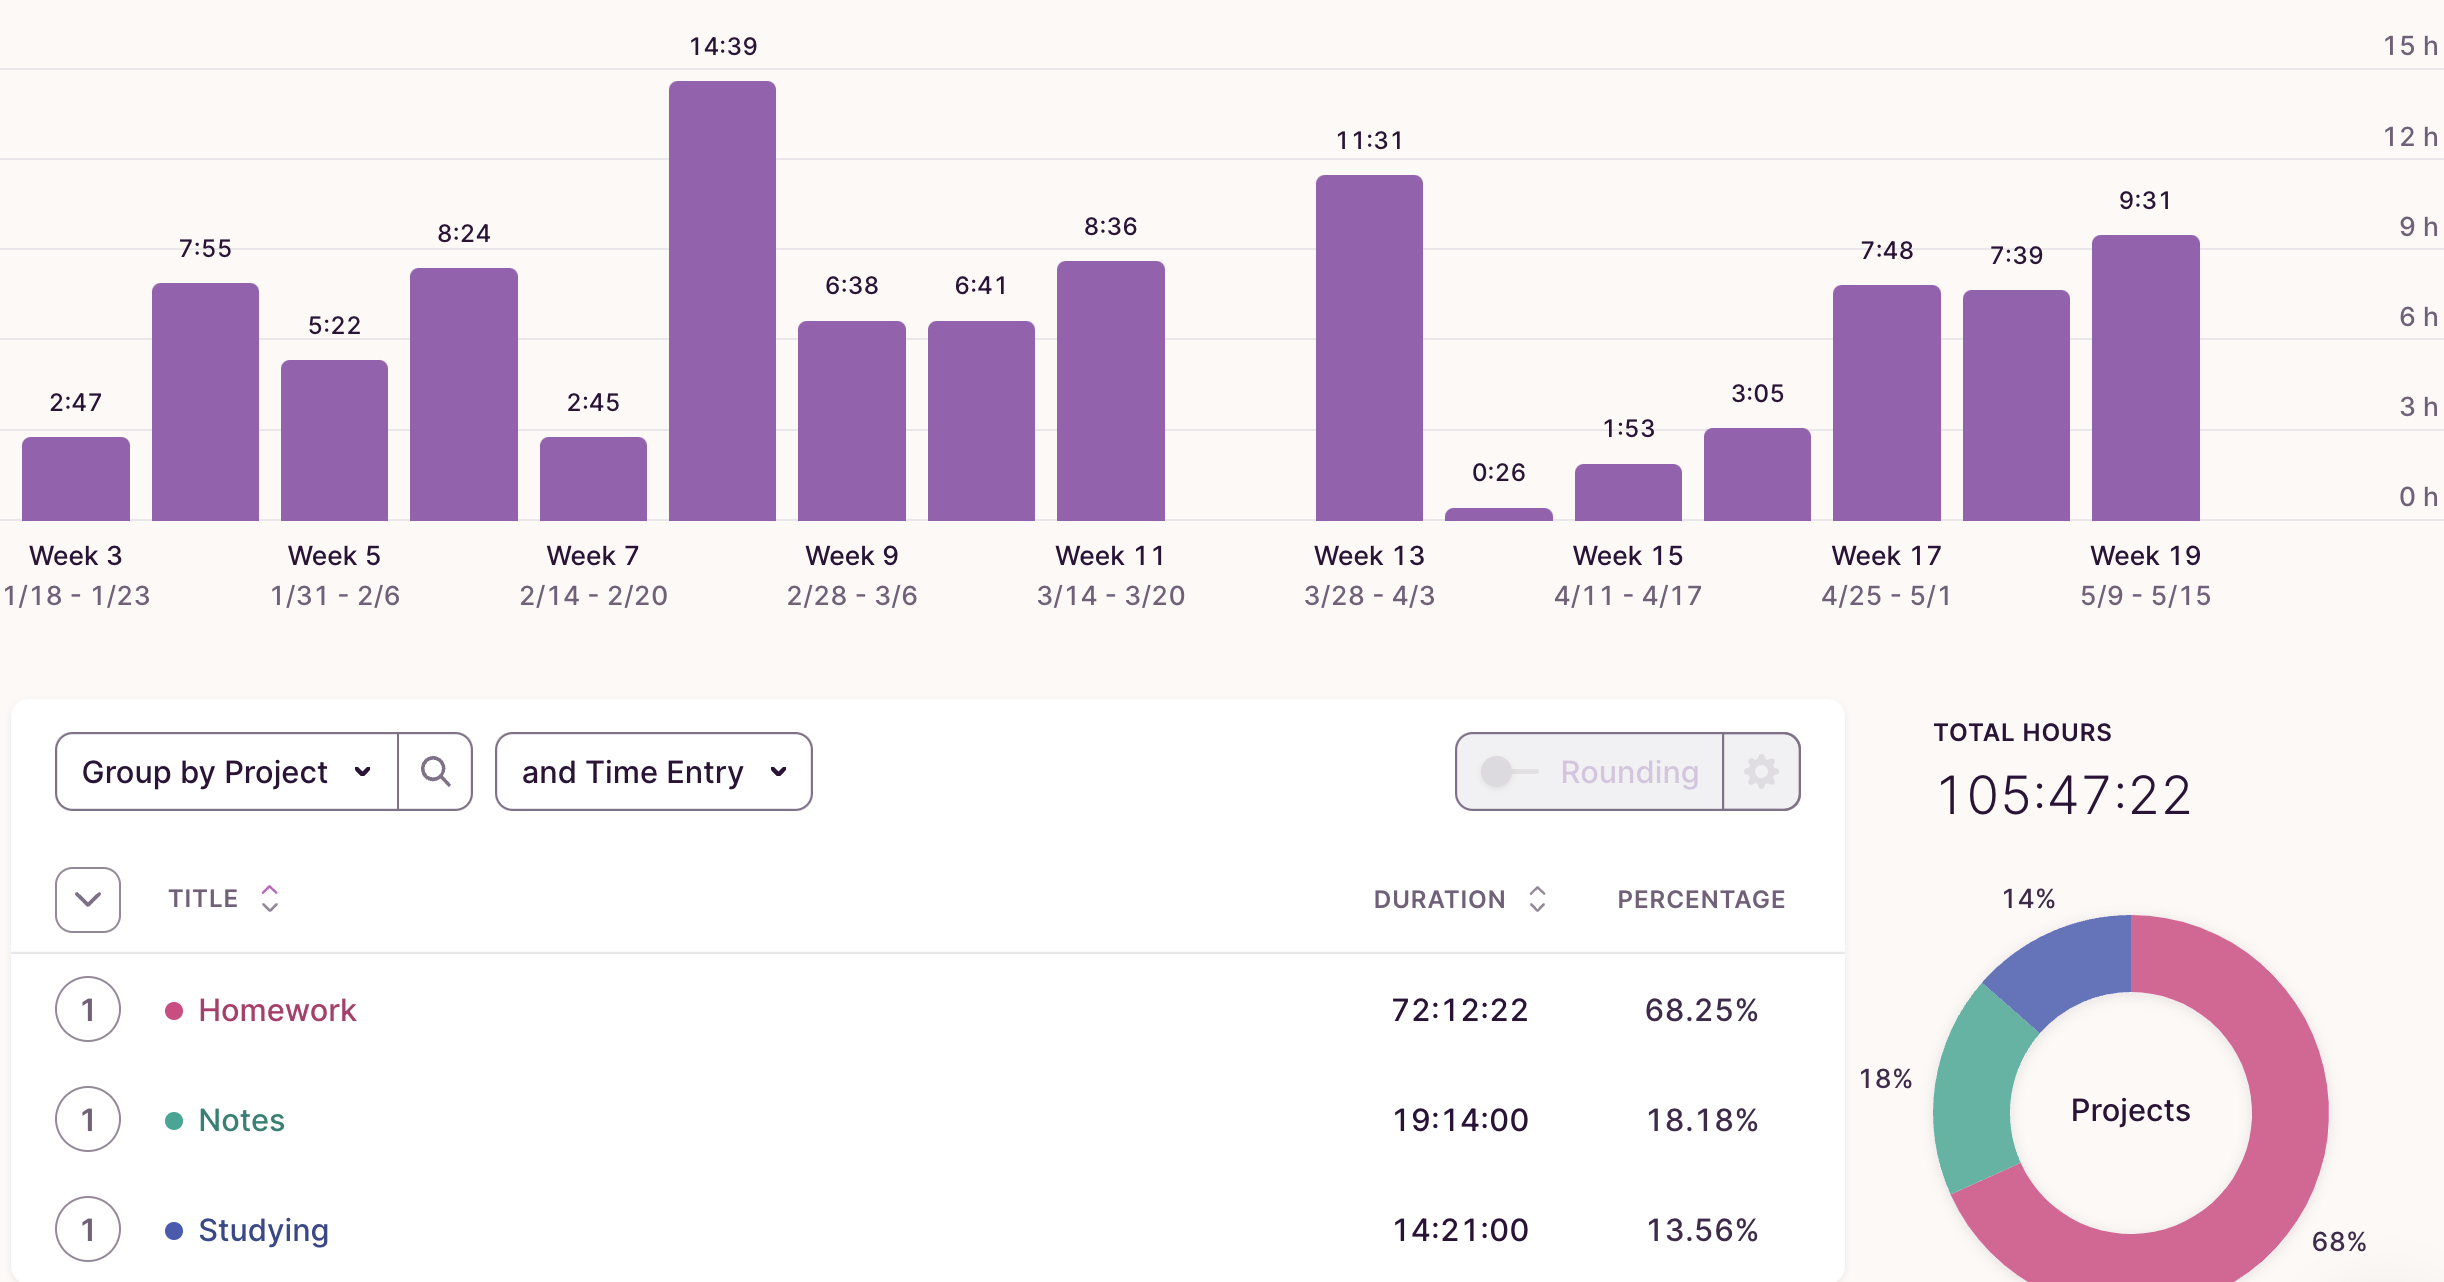 14:39
15 h
11:31
12 h
9:31
7:55
8:24
8:36
7:48
7:39
9 h
5:22
6:38
6:41
6 h
2:47
2:45
3:05
3 h
1:53
0:26
0 h
Week 3
Week 5
Week 7
Week 9
Week 11
Week 13
Week 15
Week 17
Week 19
1/18 - 1/23
1/31 - 2/6
2/14 - 2/20
2/28 - 3/6
3/14 - 3/20
3/28 - 4/3
4/11 - 4/17
4/25 - 5/1
5/9 - 5/15
Group by Project
and Time Entry
Rounding
TITLE
DURATION
PERCENTAGE
1 Homework 72:12:22 68.25%
1 Notes 19:14:00 18.18%
1 Studying 14:21:00 13.56%
TOTAL HOURS
105:47:22
14%
18%
Projects
68%